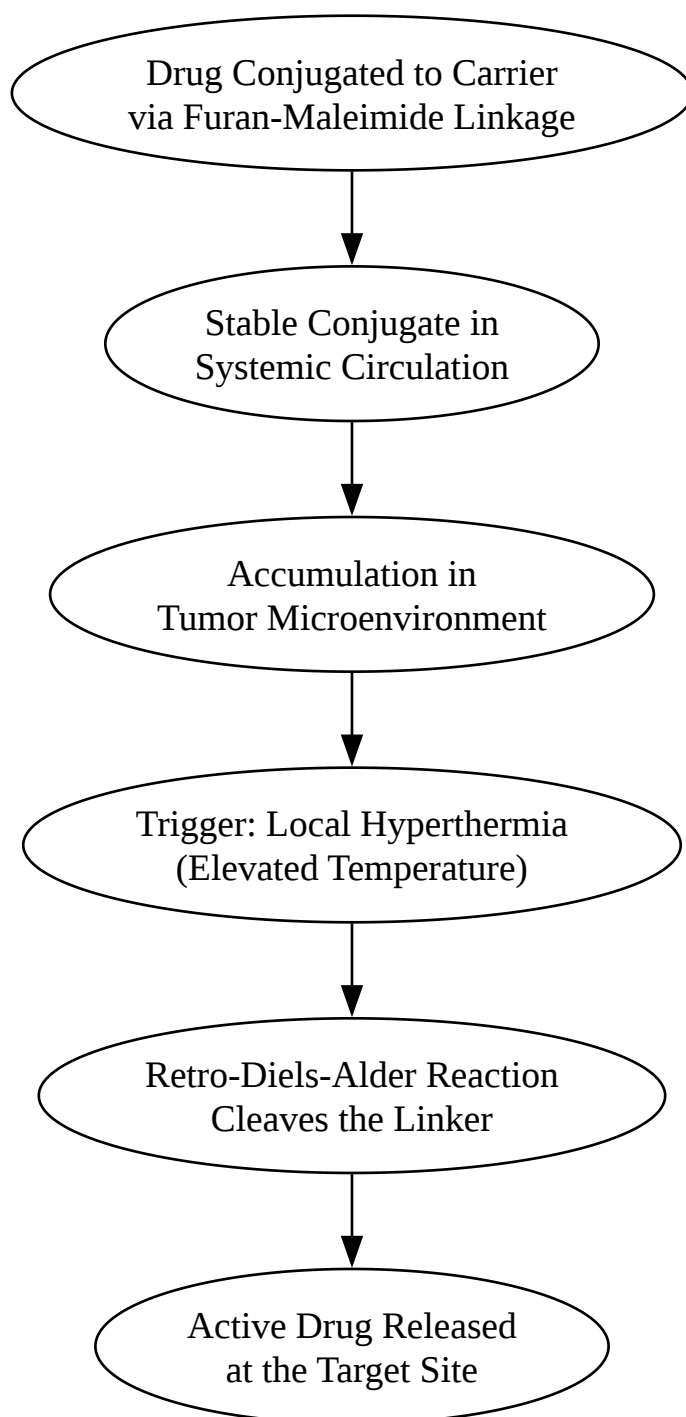 Drug Conjugated to Carrier
via Furan-Maleimide Linkage
Stable Conjugate in
Systemic Circulation
Accumulation in
Tumor Microenvironment
Trigger: Local Hyperthermia
(Elevated Temperature)
Retro-Diels-Alder Reaction
Cleaves the Linker
Active Drug Released
at the Target Site